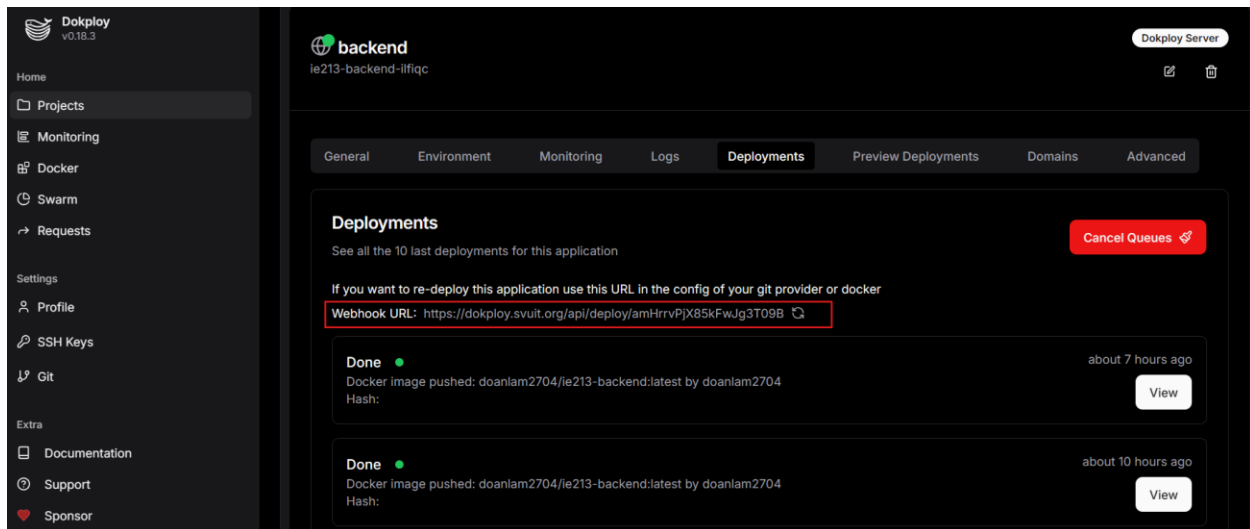 Dokploy
v0.18.3
Home
Projects
Monitoring
Docker
Swarm
Requests
Settings
Profile
SSH Keys
Git
Extra
Documentation
Support
Sponsor
backend
ie213-backend-ilfiqc
Dokploy Server
General Environment Monitoring Logs Deployments Preview Deployments Domains Advanced
Deployments
See all the 10 last deployments for this application
Cancel Queues
If you want to re-deploy this application use this URL in the config of your git provider or docker
Webhook URL: https://dokploy.svuit.org/api/deploy/amHrrvPjX85kFwJg3T09B
Done
about 7 hours ago
Docker image pushed: doanlam2704/ie213-backend:latest by doanlam2704
Hash:
View
Done
about 10 hours ago
Docker image pushed: doanlam2704/ie213-backend:latest by doanlam2704
Hash:
View